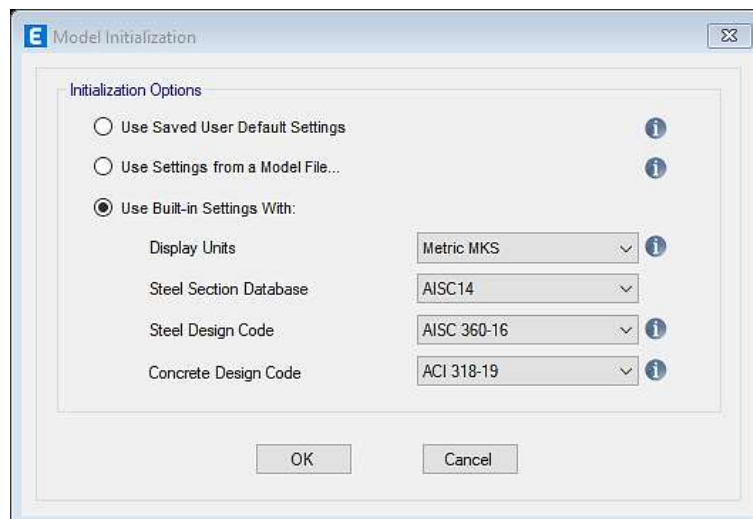 E Model Initialization
Initialization Options
Use Saved User Default Settings
Use Settings from a Model File...
Use Built-in Settings With:
Display Units Metric MKS
Steel Section Database AISC14
Steel Design Code AISC 360-16
Concrete Design Code ACI 318-19
OK Cancel